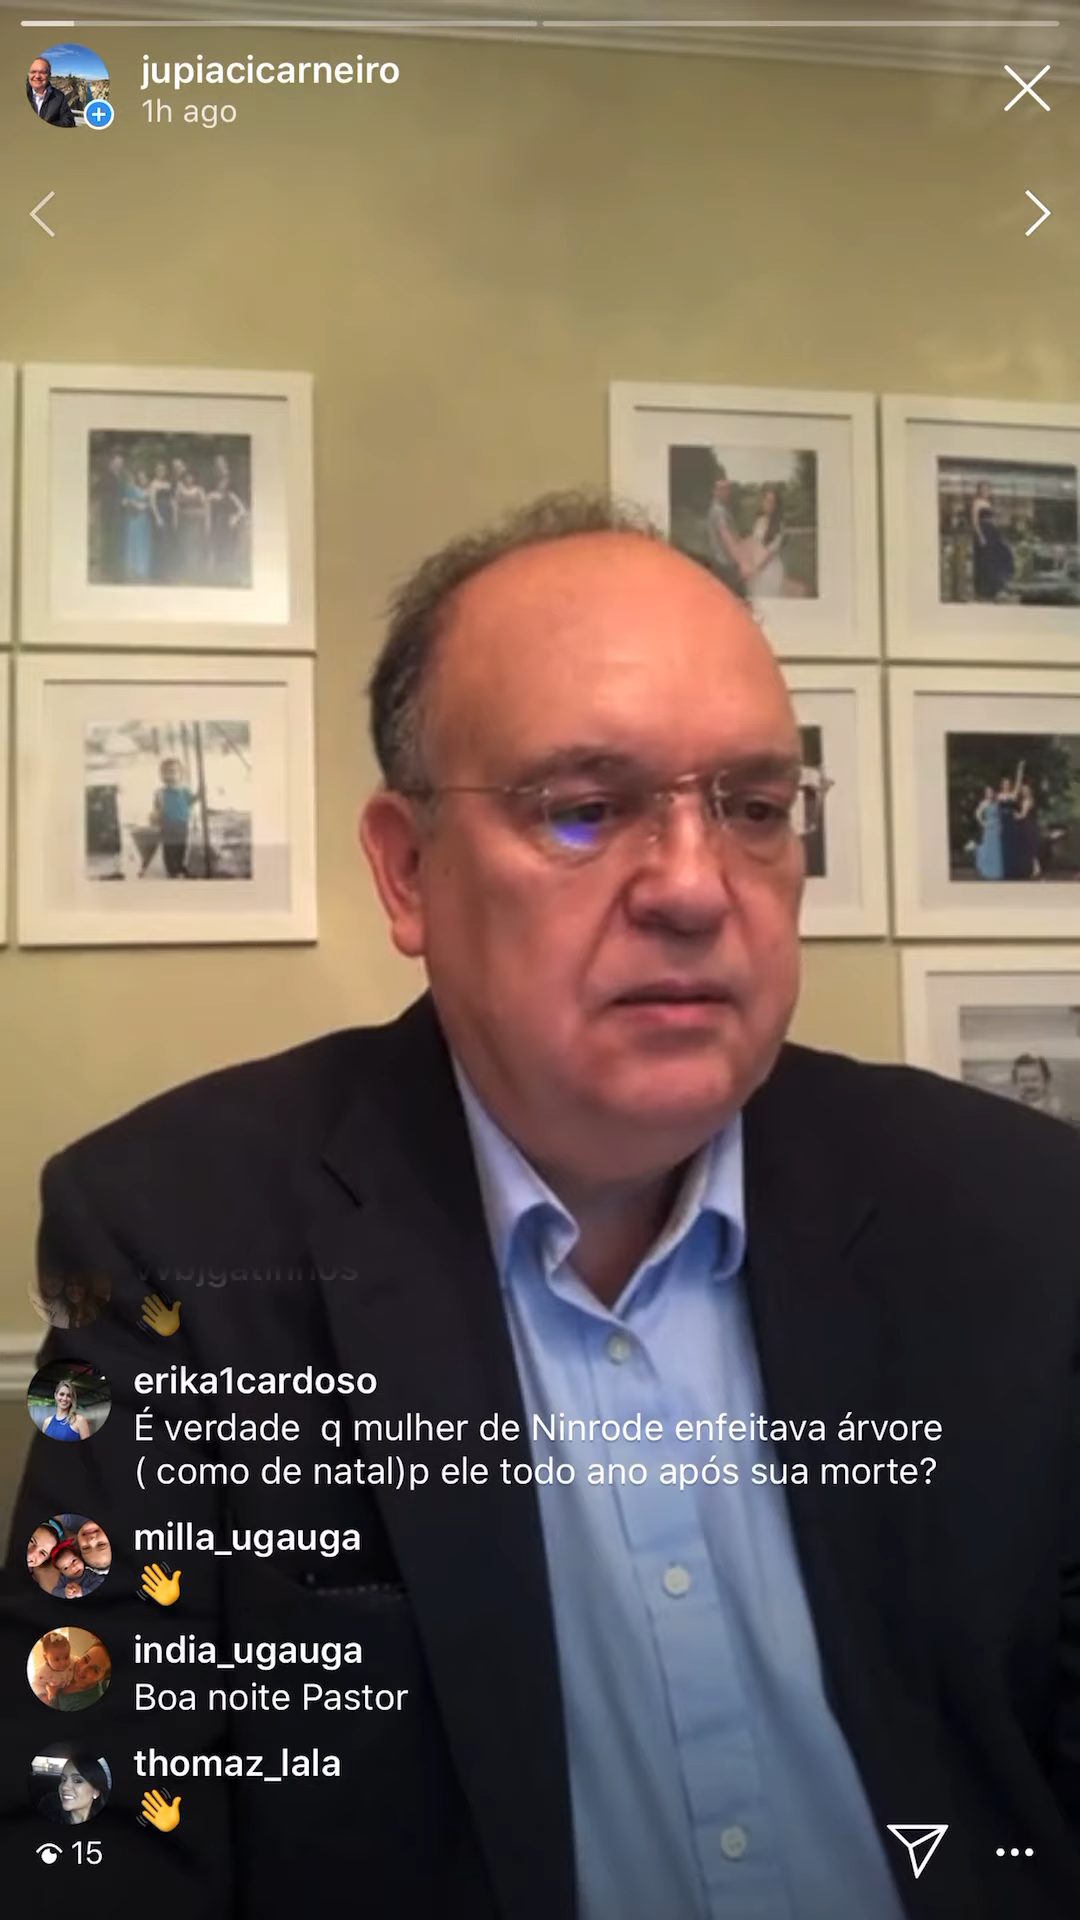 jupiacicarneiro
1h ago
erika1cardoso
É verdade  q mulher de Ninrode enfeitava árvore
( como de natal)p ele todo ano após sua morte?
milla_ugauga
👋
india_ugauga
Boa noite Pastor
thomaz_lala
👋
15